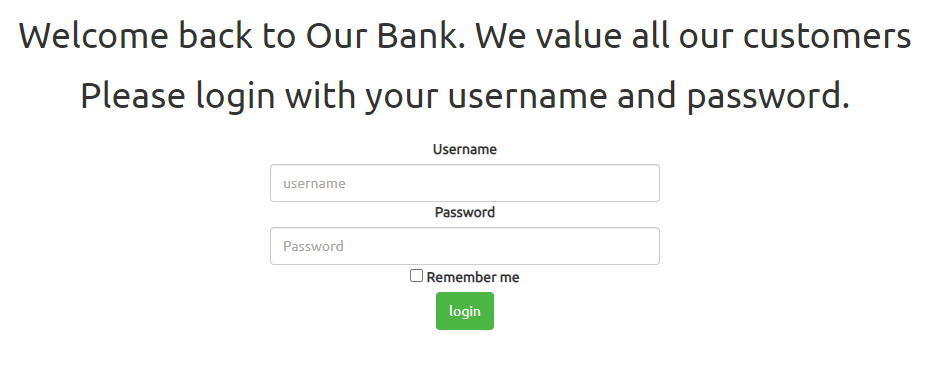 Welcome back to Our Bank. We value all our customers
Please login with your username and password.
Username
username
Password
Password
Remember me
login